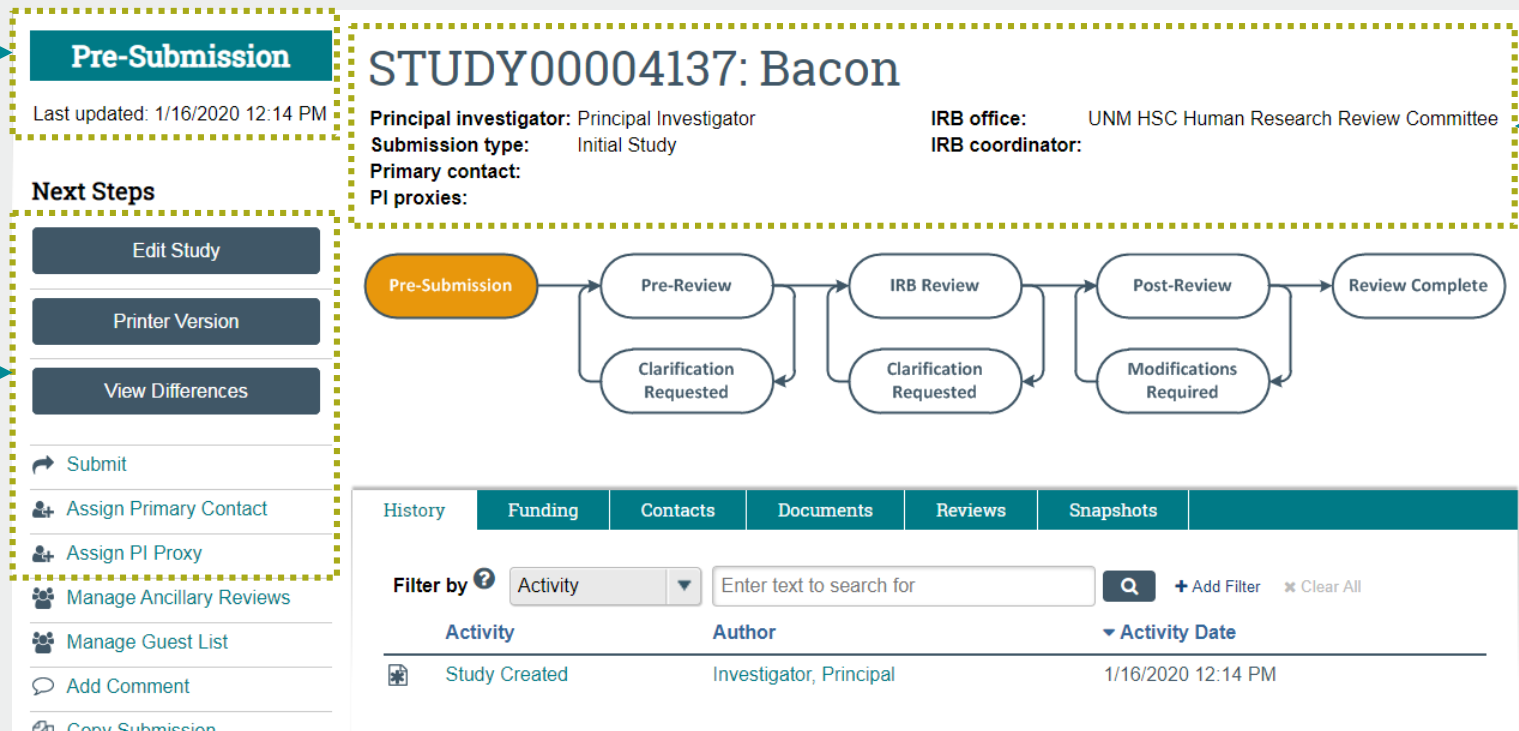 Pre-Submission
Last updated: 1/16/2020 12:14 PM
Next Steps
Edit Study
Printer Version
View Differences
Submit
Assign Primary Contact
Assign PI Proxy
Manage Ancillary Reviews
Manage Guest List
Add Comment
Copy Submission
STUDY00004137: Bacon
Principal investigator: Principal Investigator
IRB office: UNM HSC Human Research Review Committee
Submission type: Initial Study
IRB coordinator:
Primary contact:
PI proxies:
Pre-Submission
Pre-Review
IRB Review
Post-Review
Review Complete
Clarification
Requested
Clarification
Requested
Modifications
Required
History Funding Contacts Documents Reviews Snapshots
Filter by ? Activity Enter text to search for + Add Filter × Clear All
Activity Author Activity Date
Study Created Investigator, Principal 1/16/2020 12:14 PM